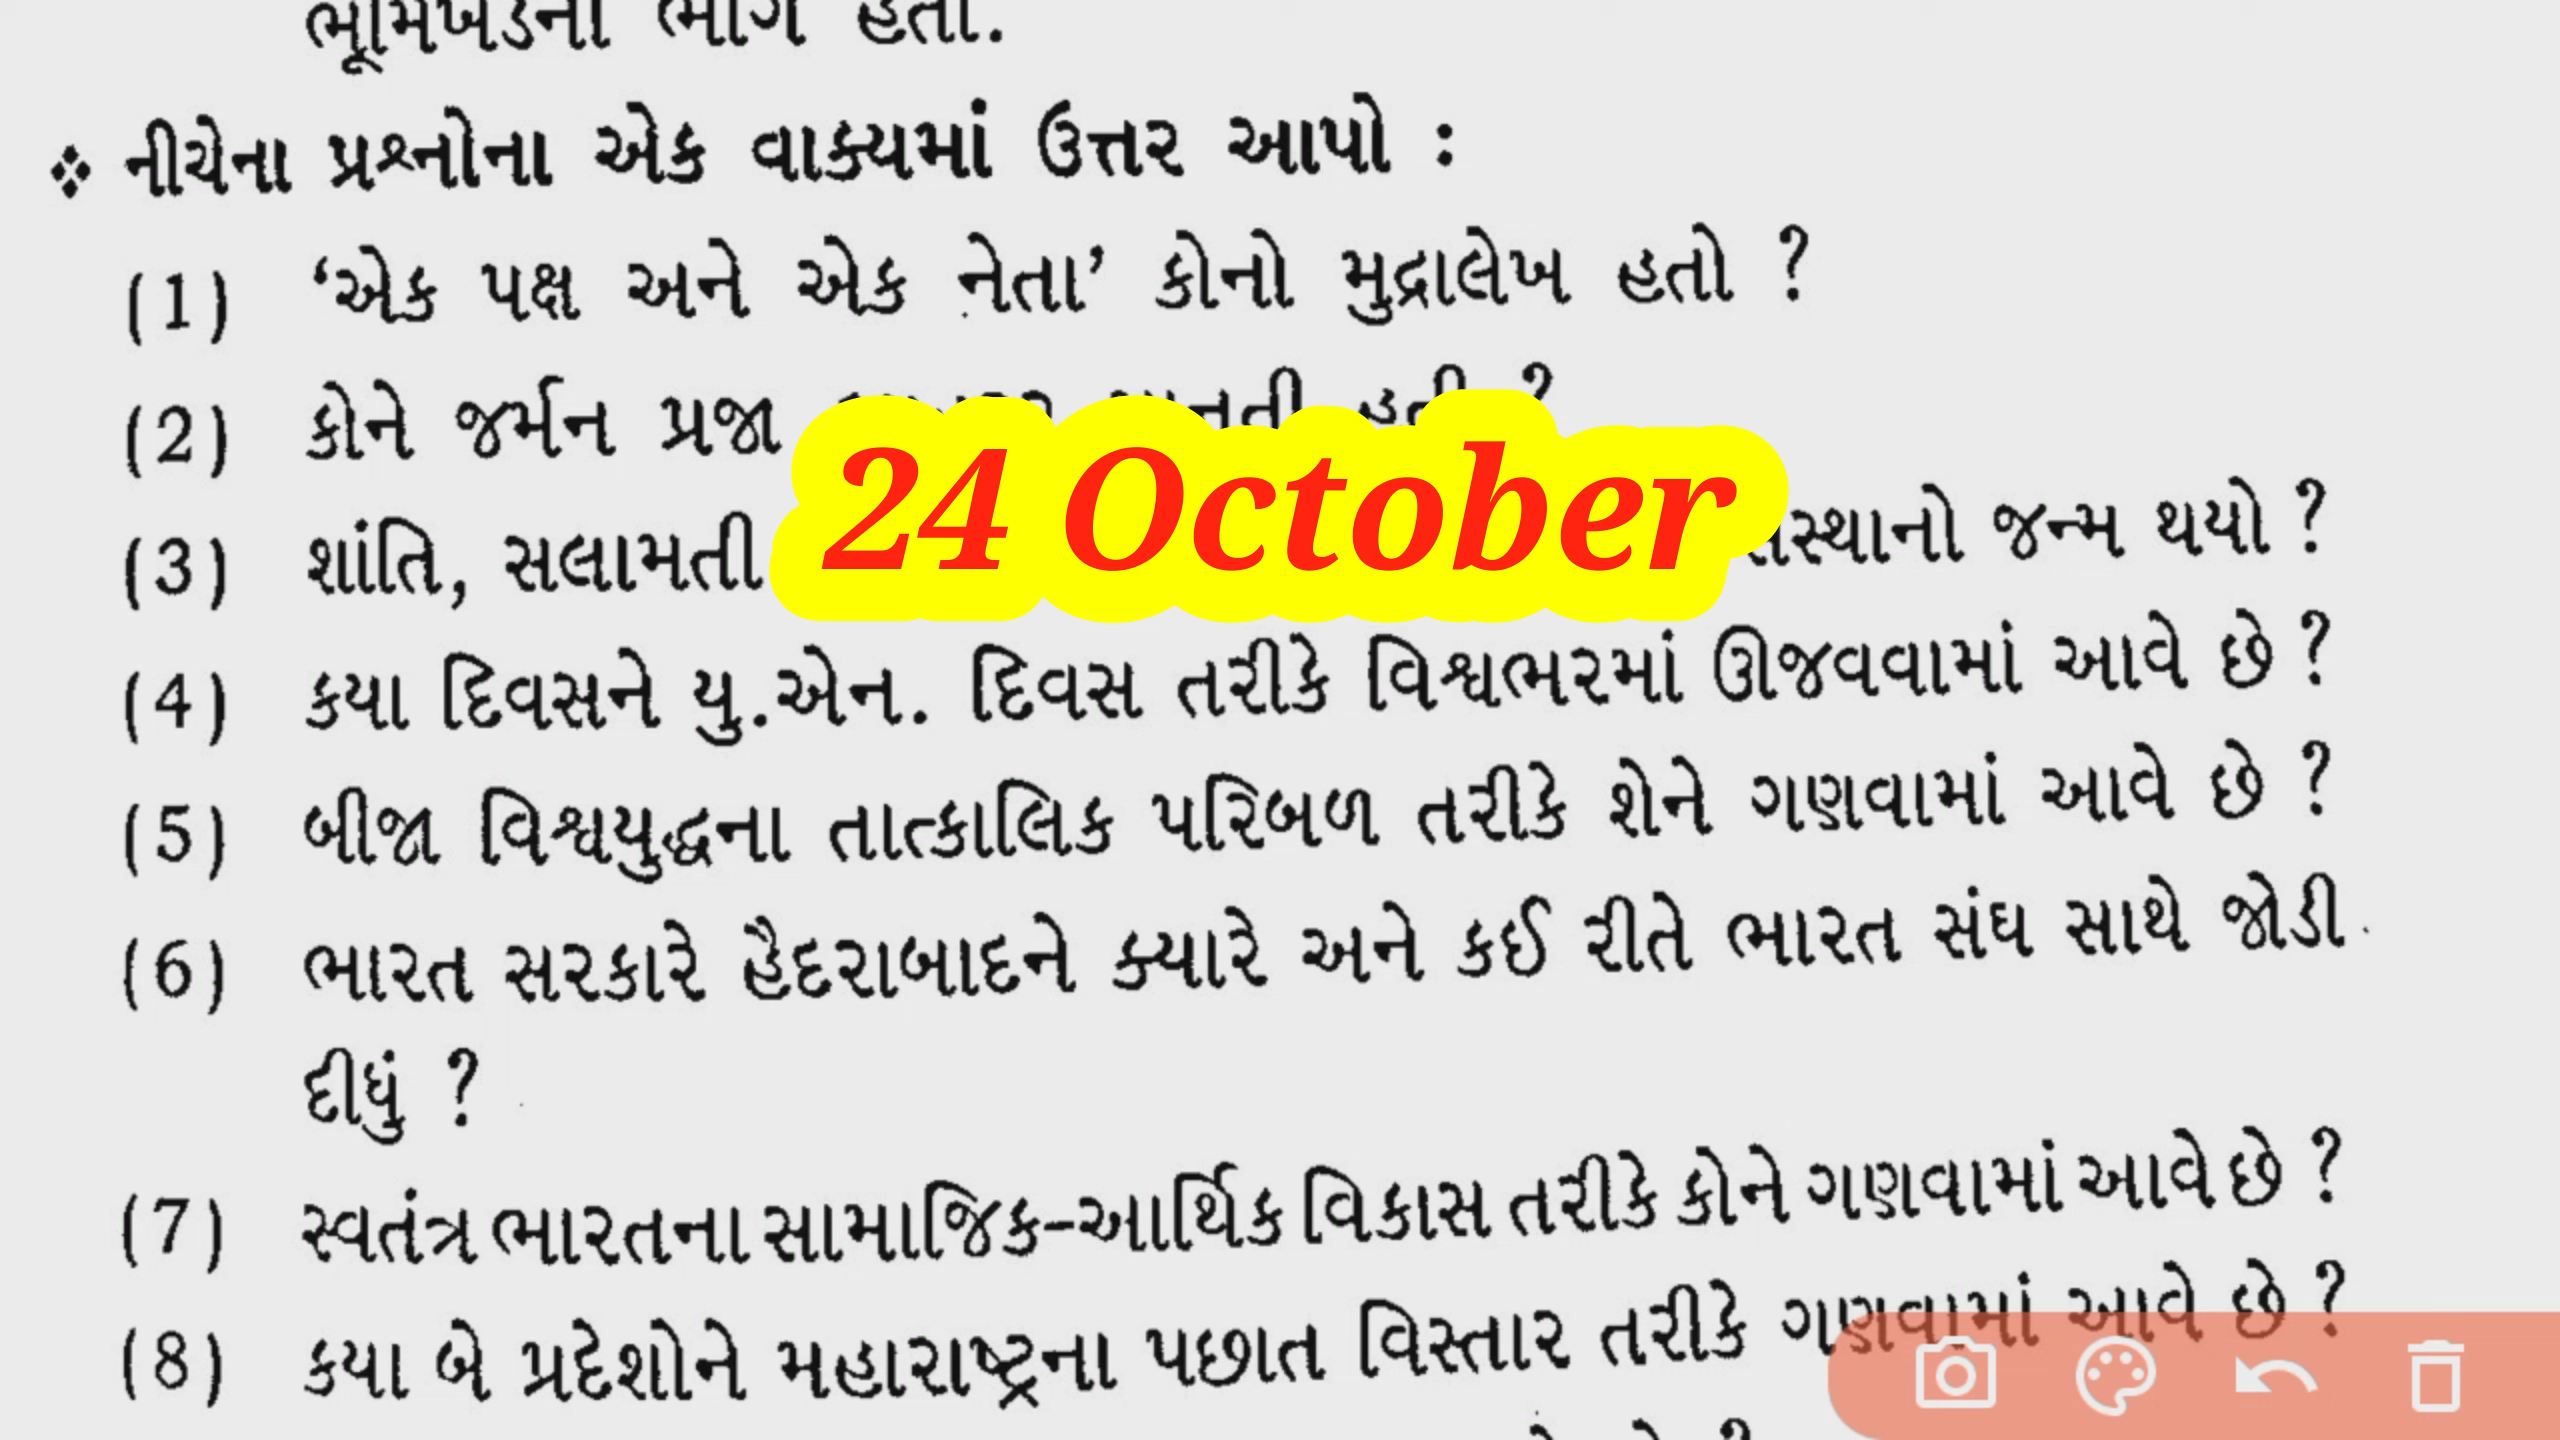 ભૂમિખંડના ભાગ હતા.
❖ નીચેના પ્રશ્નોના એક વાક્યમાં ઉત્તર આપો :
(1) ‘એક પક્ષ અને એક નેતા’ કોનો મુદ્રાલેખ હતો ?
(2) કોને જર્મન પ્રજા હતી ?
24 October
(3) શાંતિ, સલામતી જન્મ થયો ?
(4) કયા દિવસને યુ.એન. દિવસ તરીકે વિશ્વભરમાં ઊજવવામાં આવે છે ?
(5) બીજા વિશ્વયુદ્ધના તાત્કાલિક પરિબળ તરીકે શેને ગણવામાં આવે છે ?
(6) ભારત સરકારે હૈદરાબાદને ક્યારે અને કઈ રીતે ભારત સંઘ સાથે જોડી
દીધું ?
(7) સ્વતંત્ર ભારતના સામાજિક-આર્થિક વિકાસ તરીકે કોને ગણવામાં આવે છે ?
(8) કયા બે પ્રદેશોને મહારાષ્ટ્રના પછાત વિસ્તાર તરીકે ગણવામાં આવે છે ?